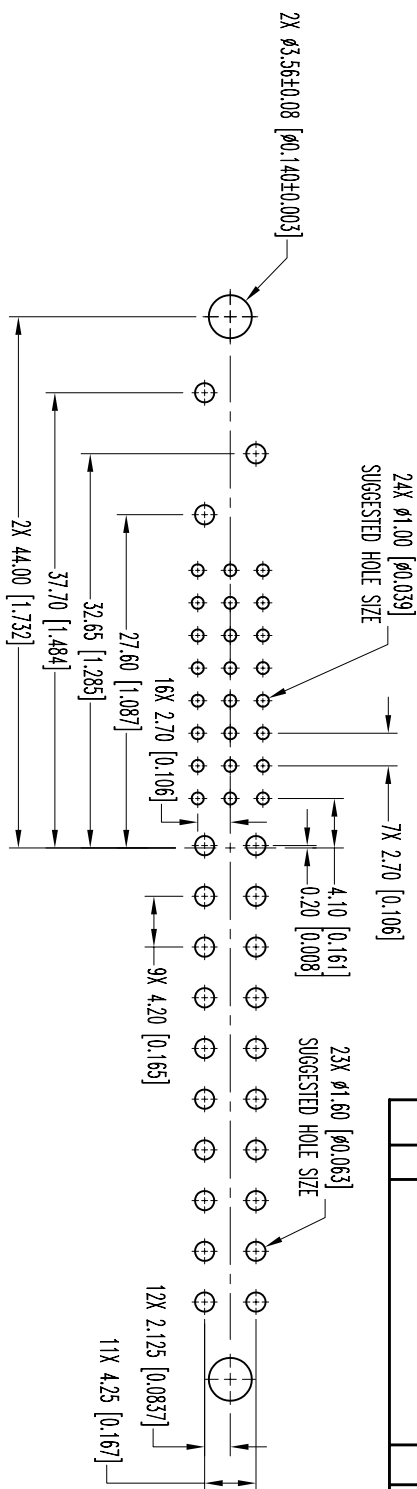 2X ø3.56±0.08 [ø0.140±0.003]
24X ø1.00 [ø0.039]
SUGGESTED HOLE SIZE
7X 2.70 [0.106]
4.10 [0.161]
0.20 [0.008]
23X ø1.60 [ø0.063]
SUGGESTED HOLE SIZE
16X 2.70 [0.106]
27.60 [1.087]
32.65 [1.285]
37.70 [1.484]
2X 44.00 [1.732]
9X 4.20 [0.165]
12X 2.125 [0.0837]
11X 4.25 [0.167]